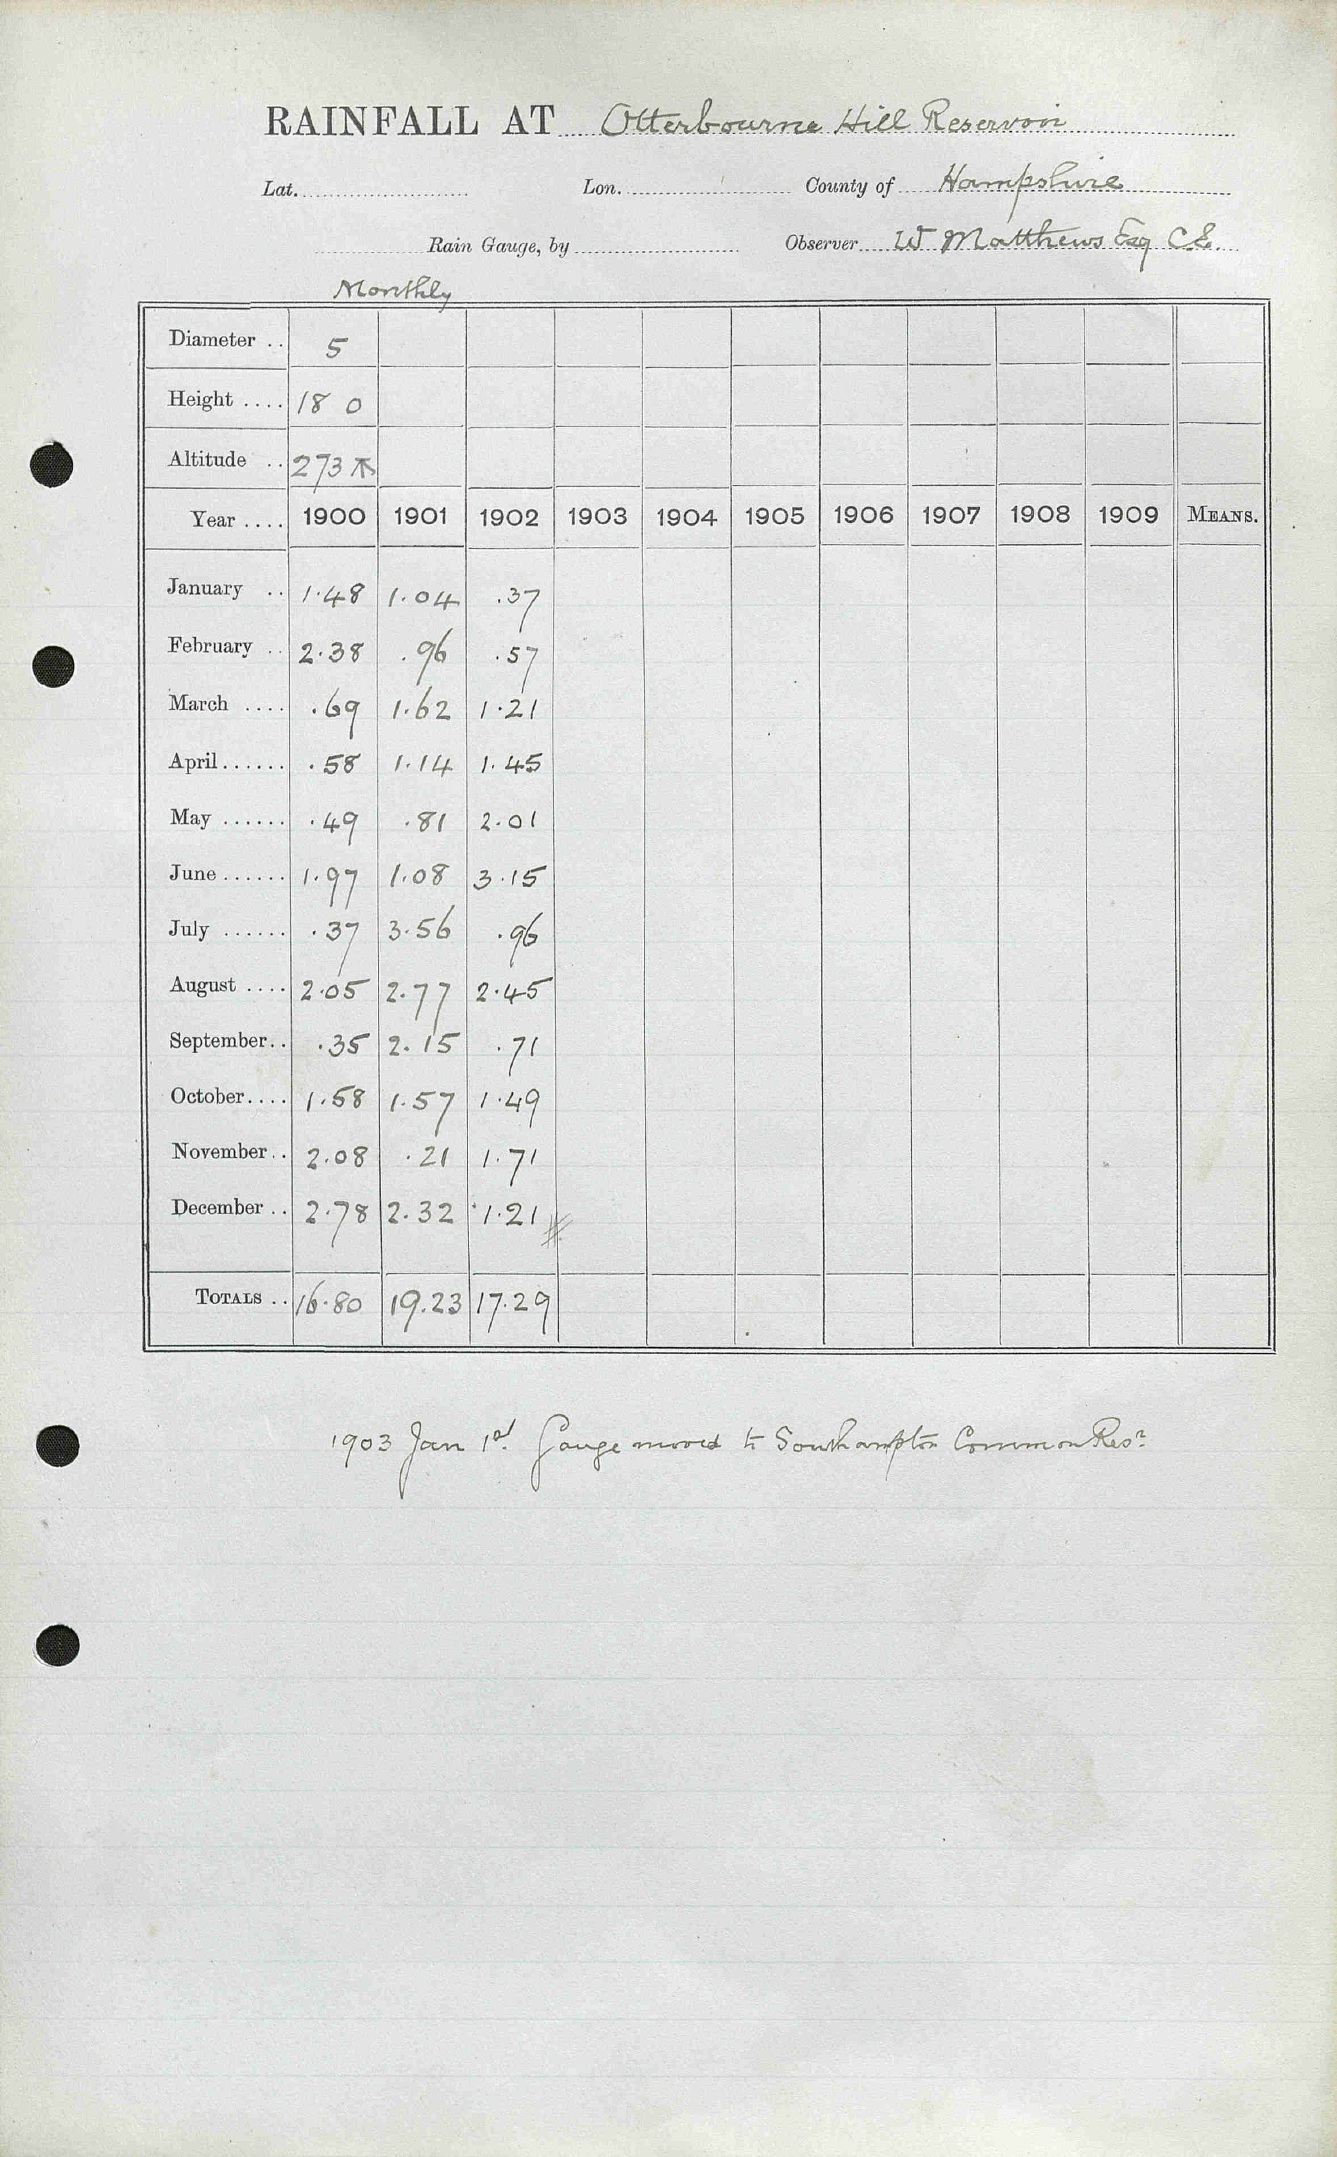 RAINFALL AT Otterbourne Hill Reservoir
Lat. Lon. County of Hampshire
Rain Gauge, by Observer W Matthews Esq C.E.
Monthly
Diameter .. 5
Height .... 18 0
Altitude .. 273
Year .... 1900 1901 1902 1903 1904 1905 1906 1907 1908 1909 MEANS.
January .. 1.48 1.04 .37
February .. 2.38 .96 .57
March .... .69 1.62 1.21
April...... .58 1.14 1.45
May ...... .49 .81 2.01
June ...... 1.97 1.08 3.15
July ...... .37 3.56 .96
August .... 2.05 2.77 2.45
September.. .35 2.15 .71
October.... 1.58 1.57 1.49
November.. 2.08 .21 1.71
December .. 2.78 2.32 1.21
TOTALS .. 16.80 19.23 17.29
1903 Jan 1st. Gauge moved to Southampton Common Resr